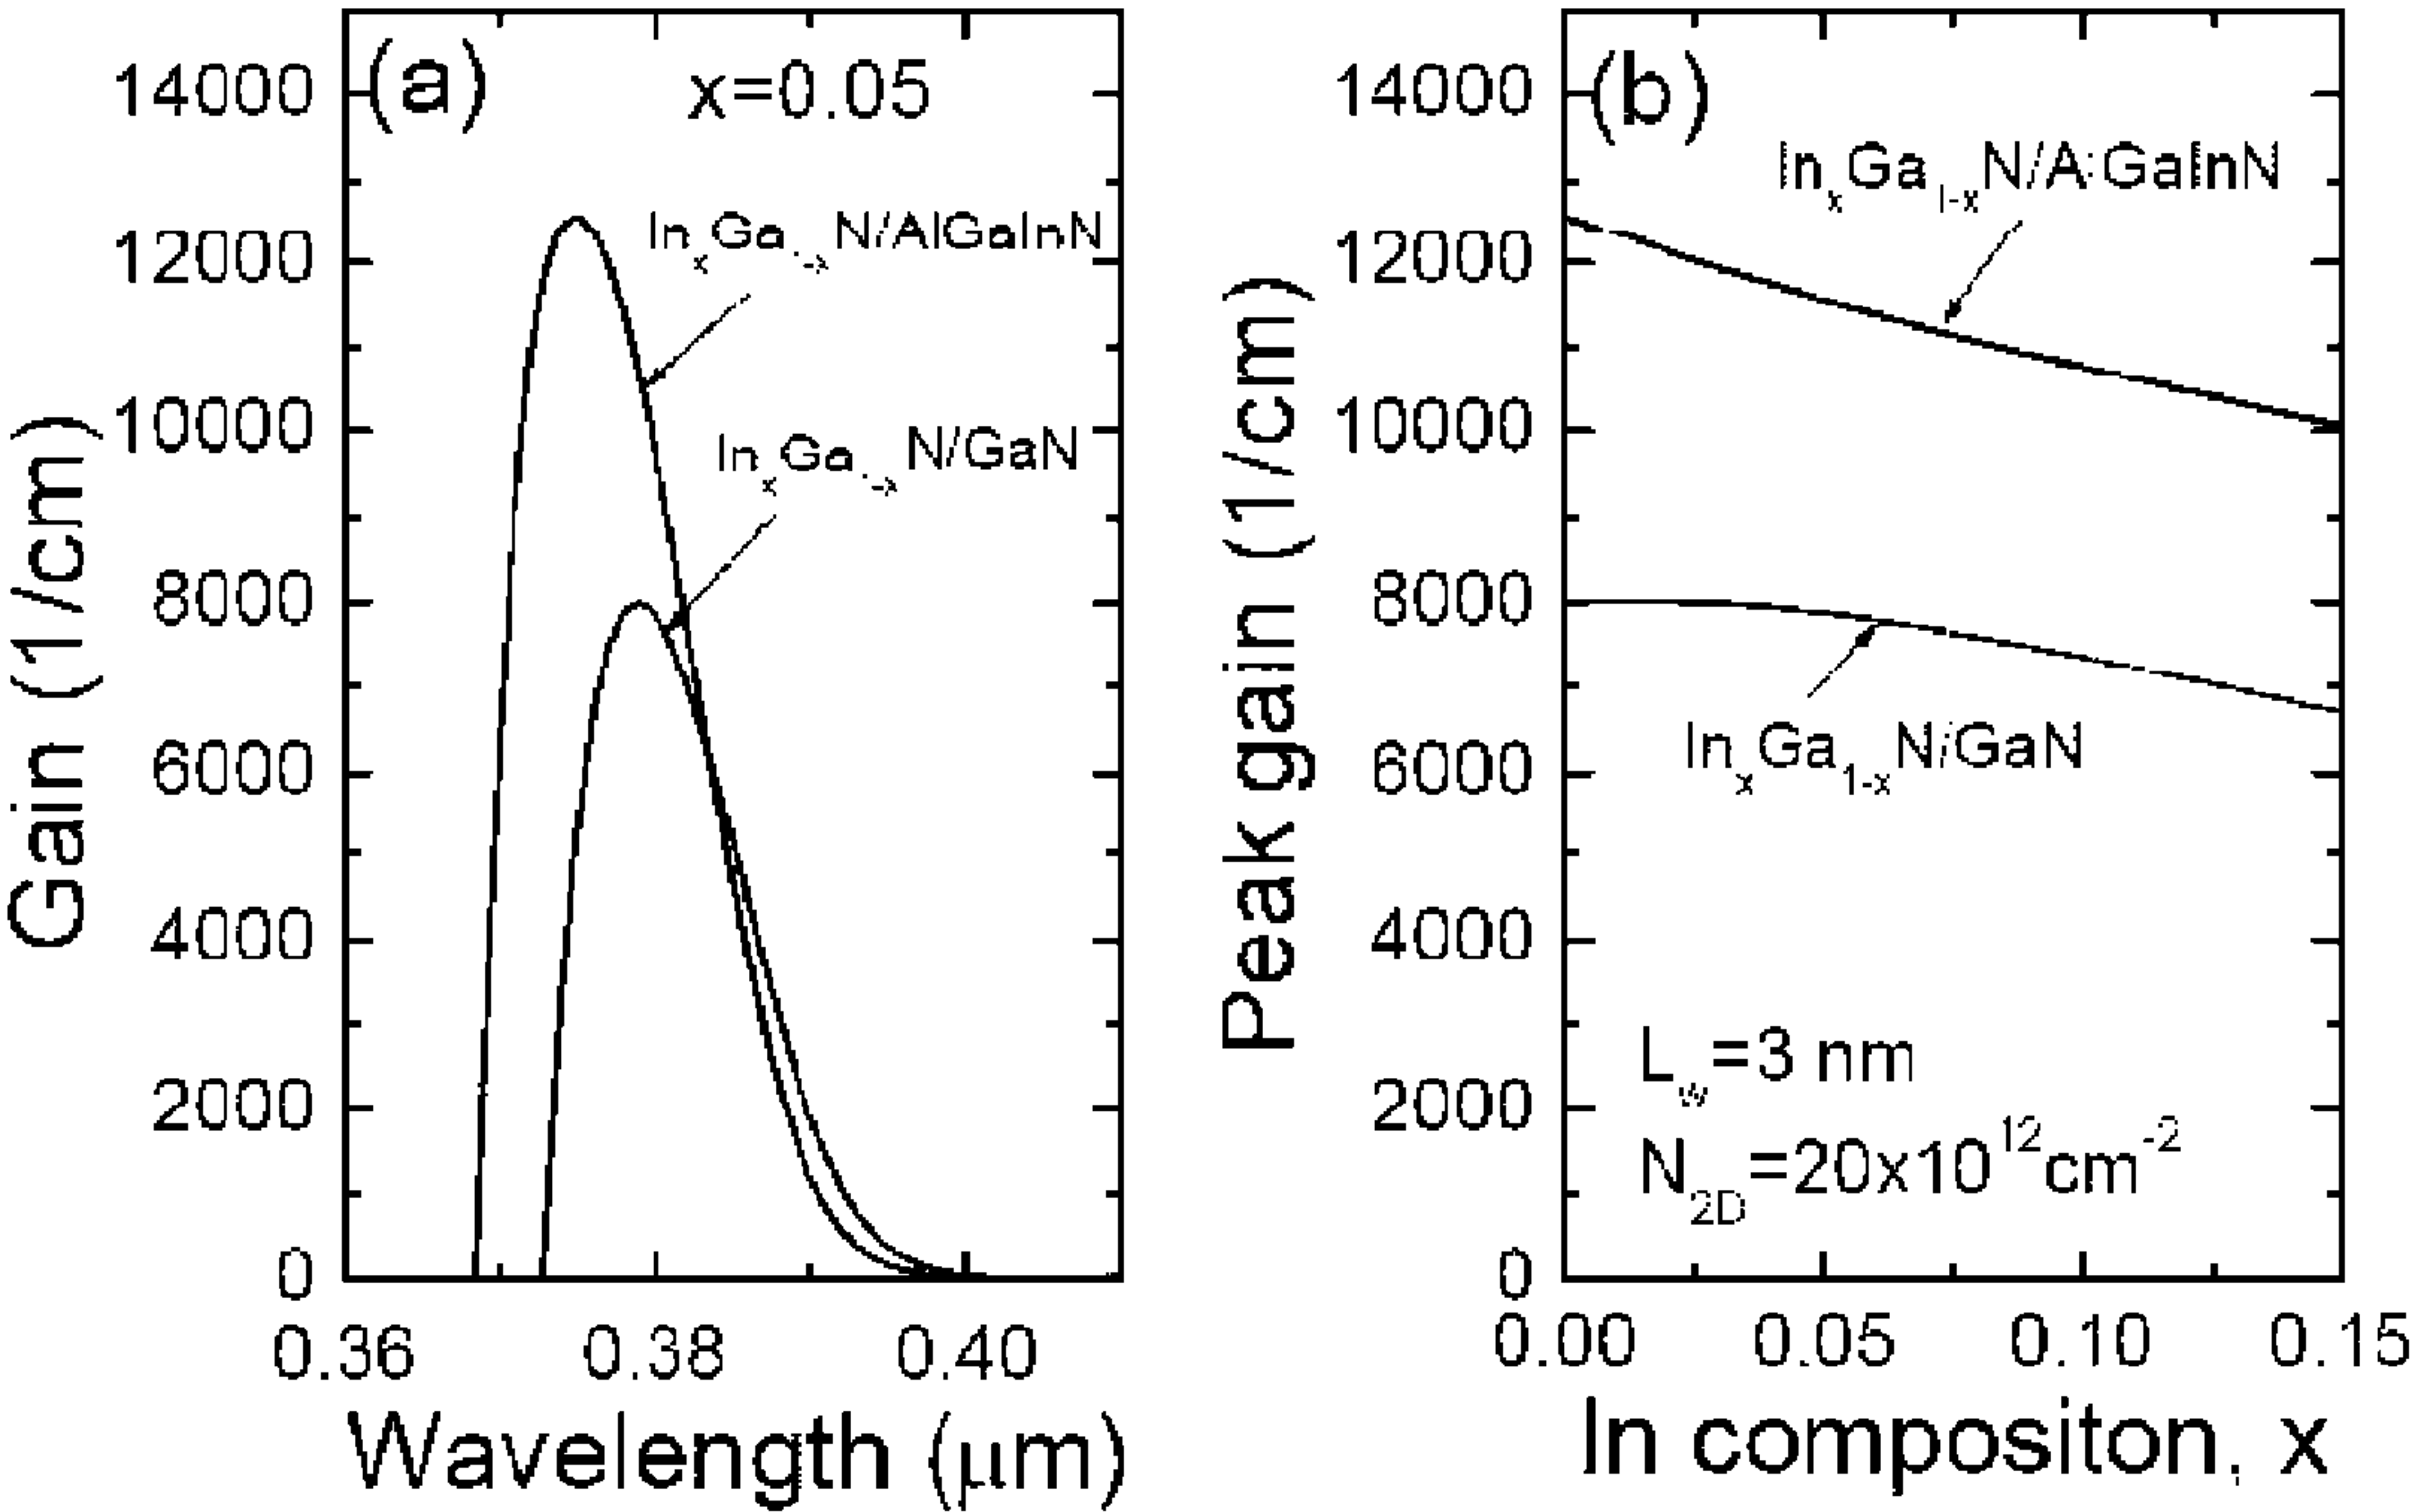 (a) x=0.05
14000
12000
10000
8000
6000
4000
2000
0
Gain (1/cm)
InxGa1-xN/AlGaInN
InxGa1-xN/GaN
0.36 0.38 0.40
Wavelength (μm)
(b)
14000
12000
10000
8000
6000
4000
2000
0
Peak gain (1/cm)
InxGa1-xN/AlGaInN
InxGa1-xN/GaN
Lw=3 nm
N2D=20x10^12cm^-2
0.00 0.05 0.10 0.15
In compositon, x